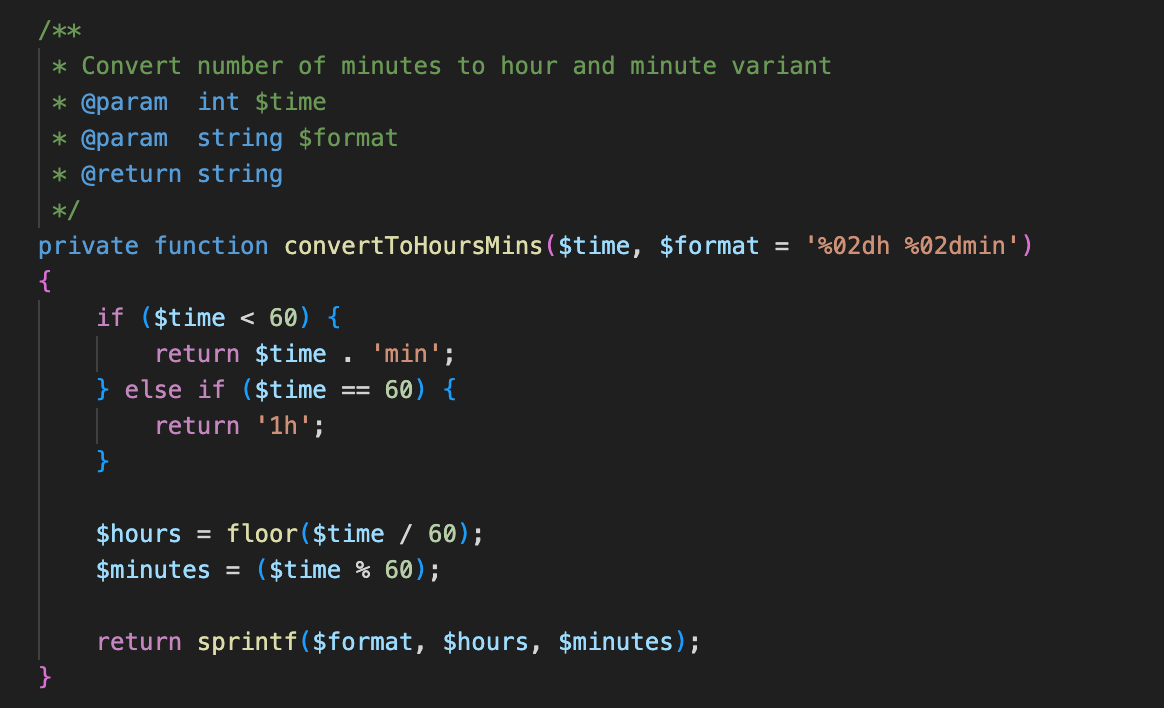 /**
 * Convert number of minutes to hour and minute variant
 * @param  int $time
 * @param  string $format
 * @return string
 */
private function convertToHoursMins($time, $format = '%02dh %02dmin')
{
    if ($time < 60) {
        return $time . 'min';
    } else if ($time == 60) {
        return '1h';
    }

    $hours = floor($time / 60);
    $minutes = ($time % 60);

    return sprintf($format, $hours, $minutes);
}